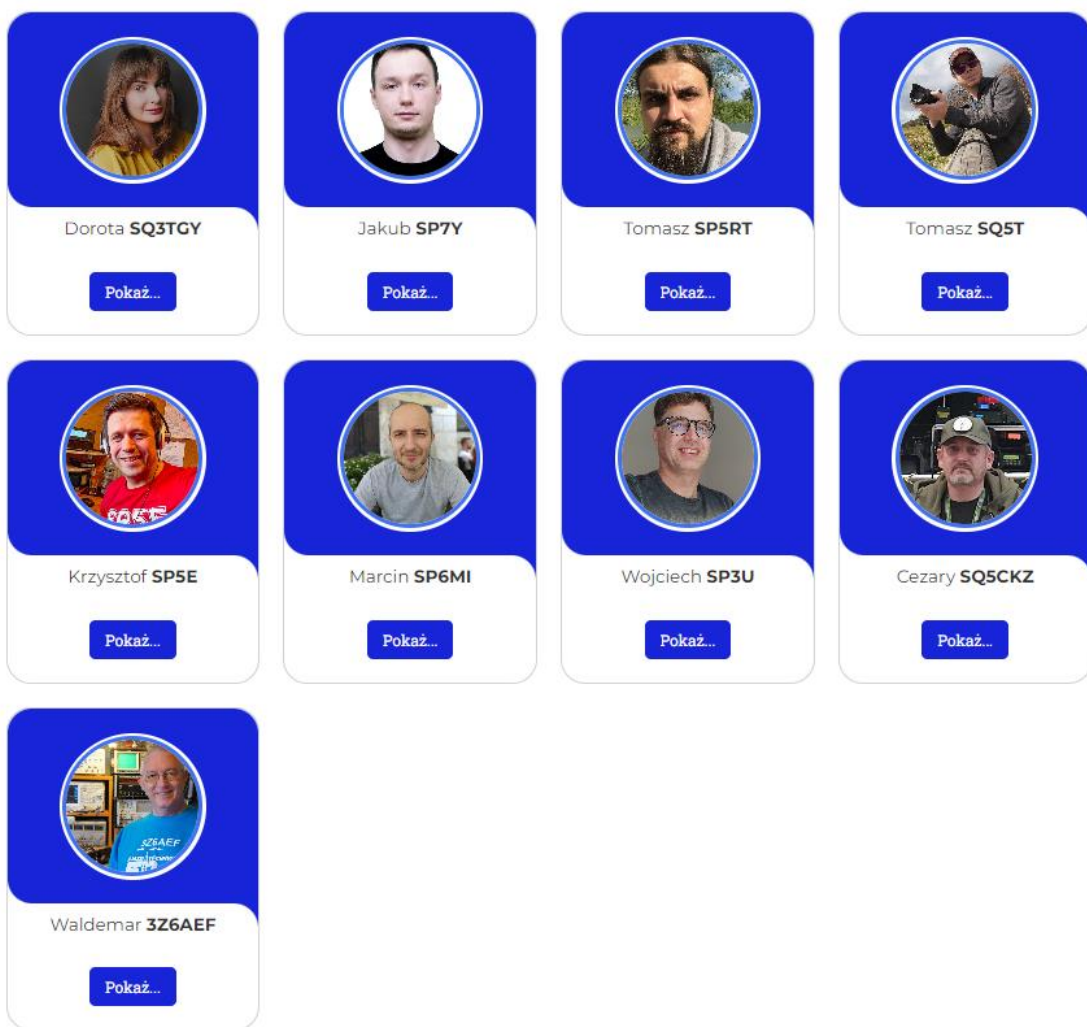 Dorota SQ3TGY
Jakub SP7Y
Tomasz SP5RT
Tomasz SQ5T
Pokaż...
Pokaż...
Pokaż...
Pokaż...
Krzysztof SP5E
Marcin SP6MI
Wojciech SP3U
Cezary SQ5CKZ
Pokaż...
Pokaż...
Pokaż...
Pokaż...
3Z6AEF
Waldemar 3Z6AEF
Pokaż...